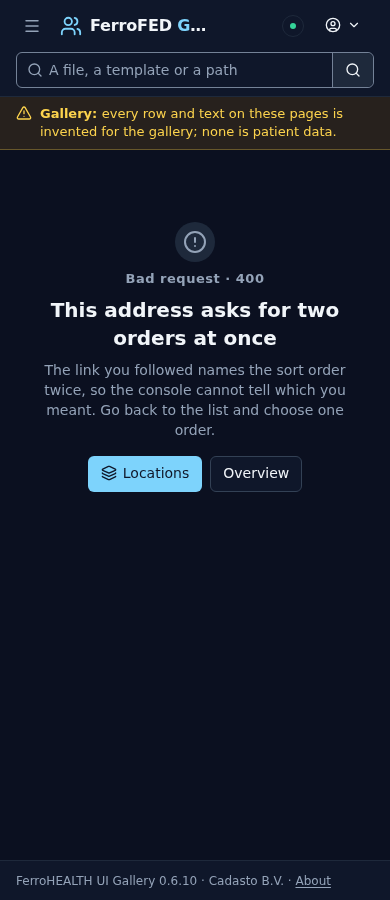 FerroFED G…
A file, a template or a path
Gallery: every row and text on these pages is
invented for the gallery; none is patient data.
Bad request · 400
This address asks for two
orders at once
The link you followed names the sort order
twice, so the console cannot tell which you
meant. Go back to the list and choose one
order.
Locations Overview
FerroHEALTH UI Gallery 0.6.10 · Cadasto B.V. · About